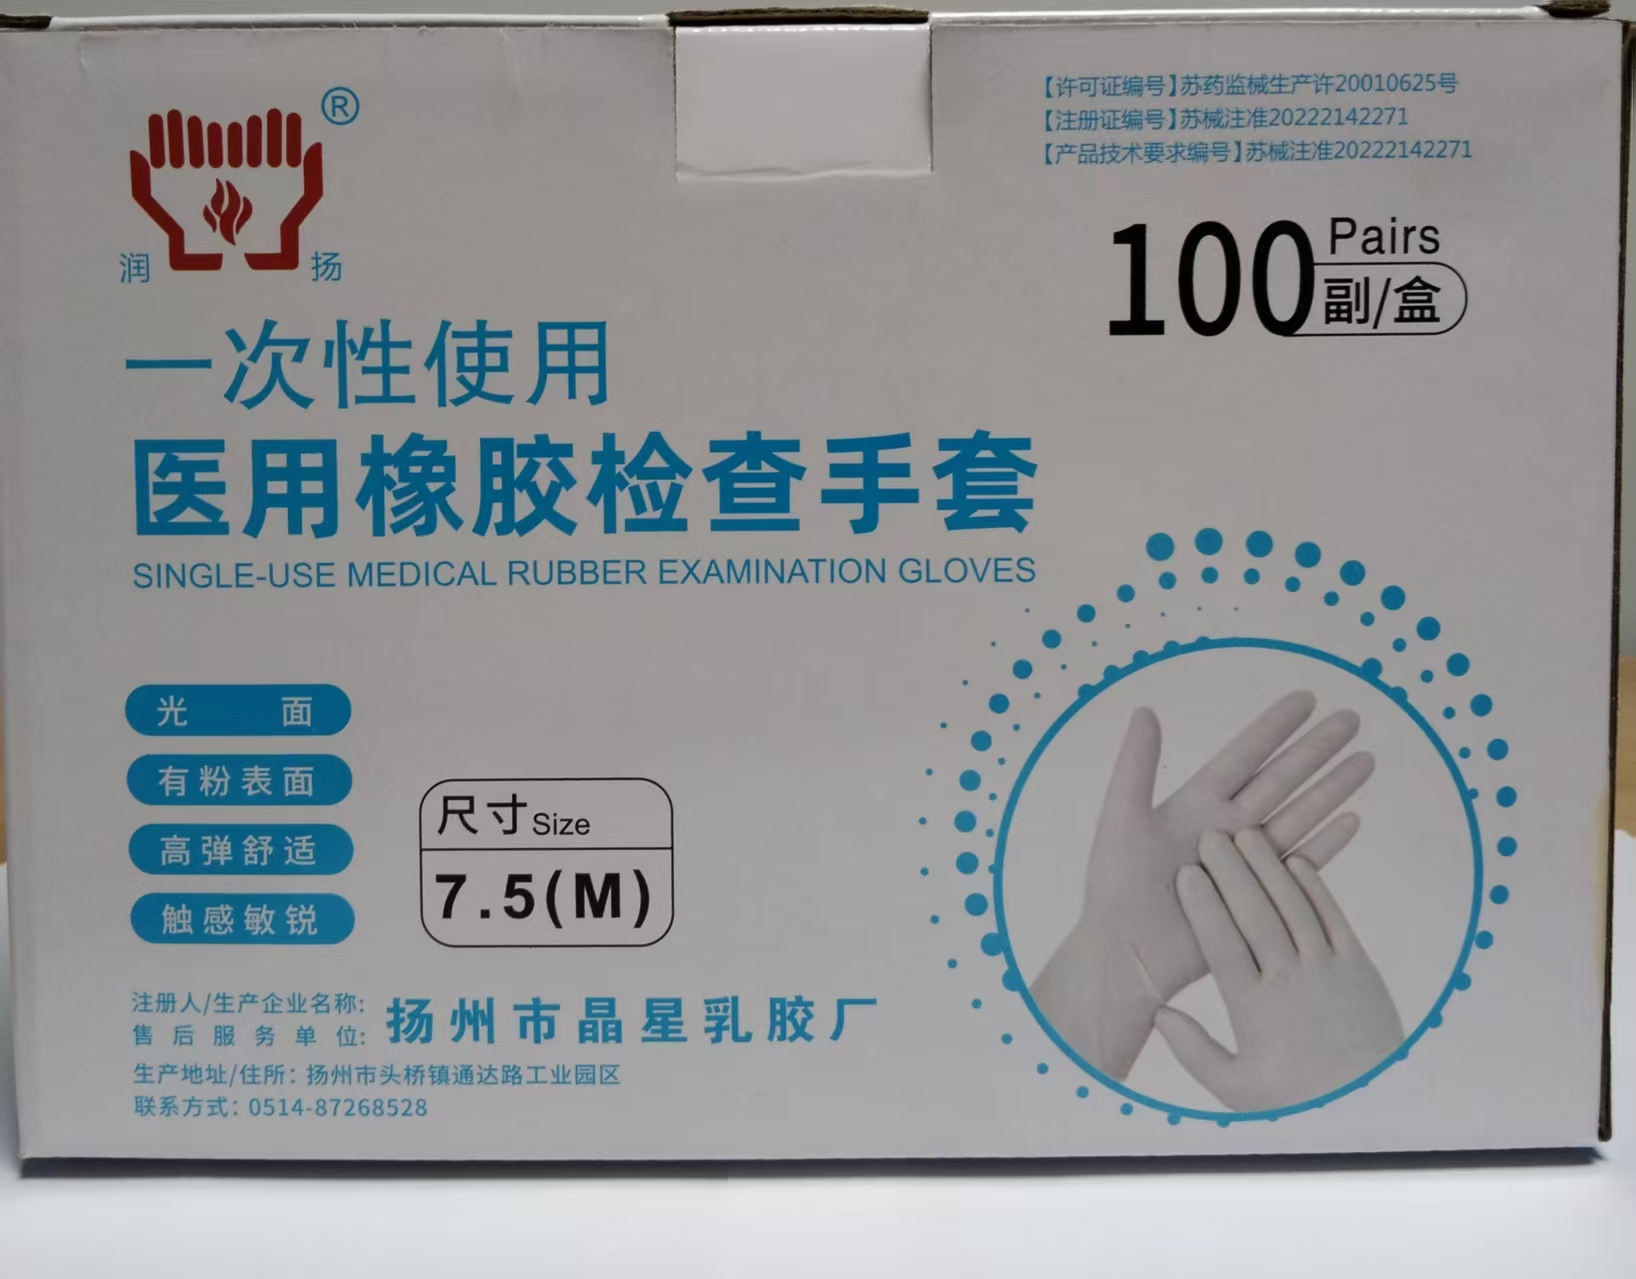 ®
润 扬
【许可证编号】苏药监械生产许20010625号
【注册证编号】苏械注准20222142271
【产品技术要求编号】苏械注准20222142271
100 Pairs
副/盒
一次性使用
医用橡胶检查手套
SINGLE-USE MEDICAL RUBBER EXAMINATION GLOVES
光 面
有粉表面
高弹舒适
触感敏锐
尺寸 Size
7.5(M)
注册人/生产企业名称:
售后服务单位:
扬州市晶星乳胶厂
生产地址/住所: 扬州市头桥镇通达路工业园区
联系方式: 0514-87268528